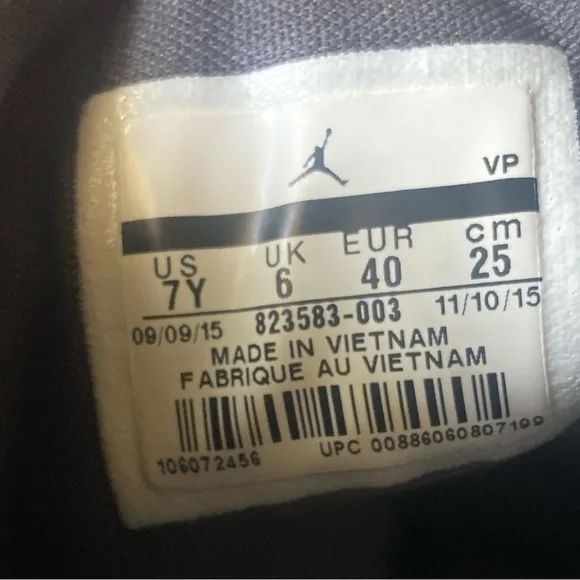 VP
US UK EUR cm
7Y 6 40 25
09/09/15 823583-003 11/10/15
MADE IN VIETNAM
FABRIQUE AU VIETNAM
106072456 UPC 00886060807199